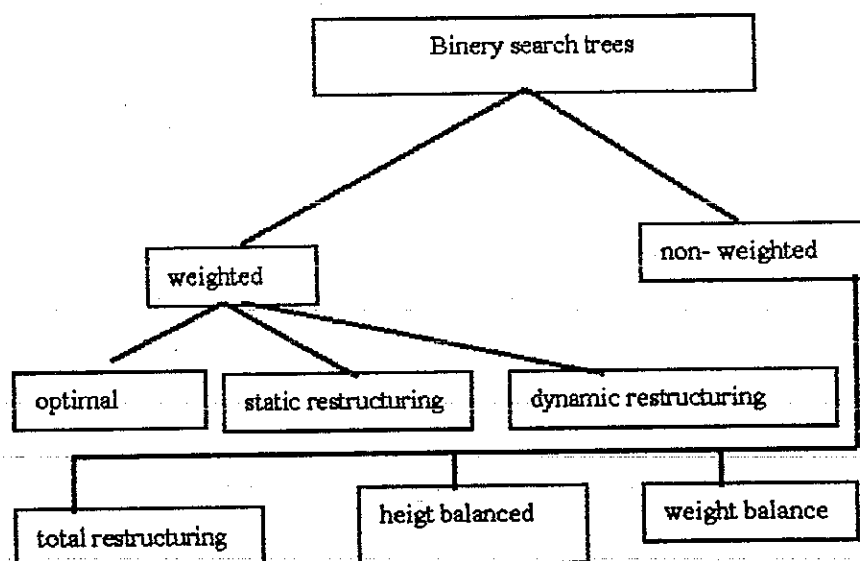 Binery search trees
weighted
non- weighted
optimal
static restructuring
dynamic restructuring
total restructuring
heigt balanced
weight balance